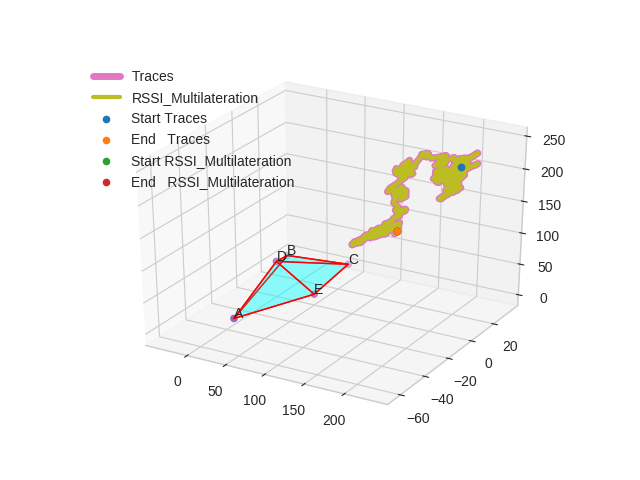 Traces
RSSI_Multilateration
Start Traces
End   Traces
Start RSSI_Multilateration
End   RSSI_Multilateration
A
B
C
D
E
0
50
100
150
200
−60
−40
−20
0
20
0
50
100
150
200
250